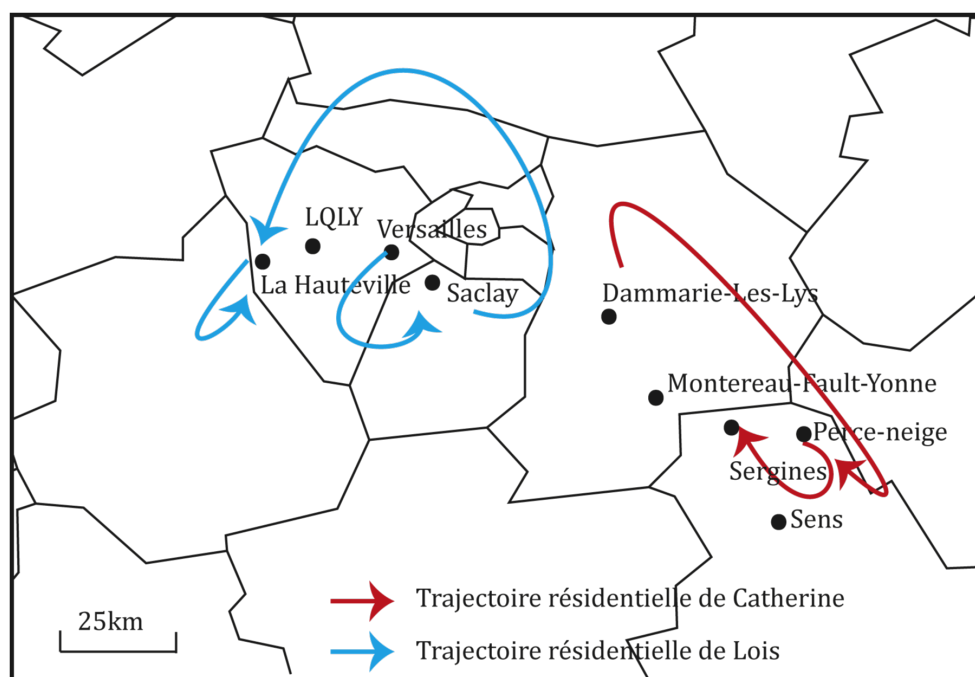 LQLY
Versailles
La Hauteville
Saclay
Dammarie-Les-Lys
Montereau-Fault-Yonne
Perce-neige
Sergines
Sens
25km
Trajectoire résidentielle de Catherine
Trajectoire résidentielle de Lois